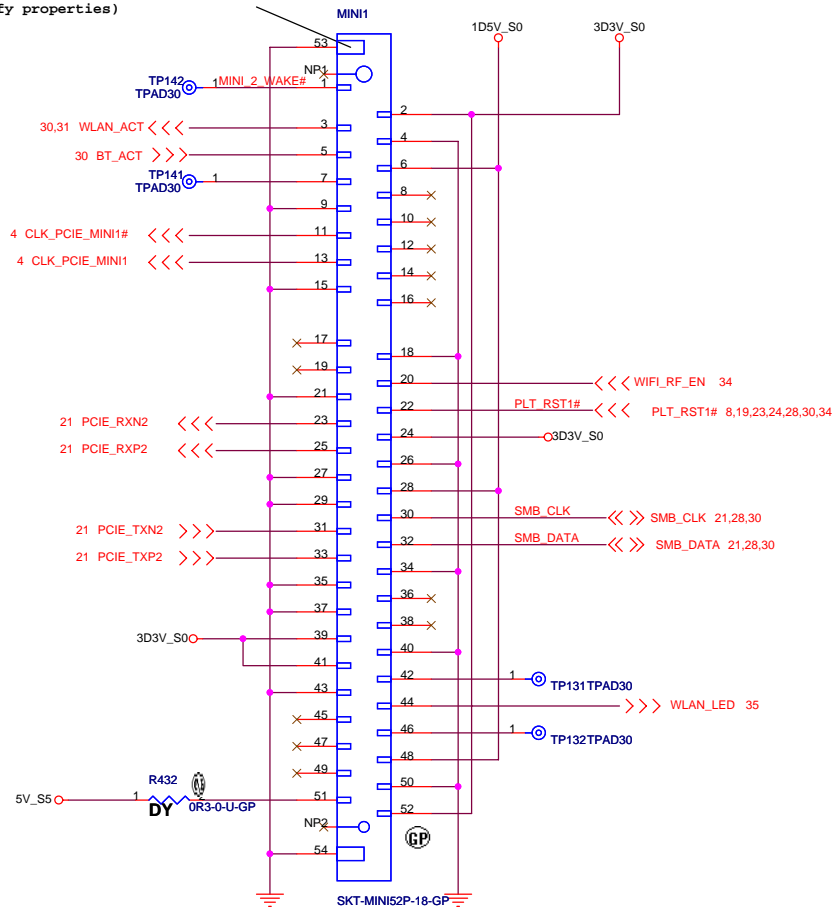 fy properties)
MINI1
1D5V_S0
3D3V_S0
53
NP1
TP142
TPAD30
1
MINI_2_WAKE#
1
2
30,31 WLAN_ACT
3
4
30 BT_ACT
5
6
TP141
TPAD30
1
7
8
9
10
4 CLK_PCIE_MINI1#
11
12
4 CLK_PCIE_MINI1
13
14
15
16
17
18
19
20
WIFI_RF_EN 34
21
22
PLT_RST1#
PLT_RST1# 8,19,23,24,28,30,34
21 PCIE_RXN2
23
24
3D3V_S0
21 PCIE_RXP2
25
26
27
28
29
30
SMB_CLK
SMB_CLK 21,28,30
21 PCIE_TXN2
31
32
SMB_DATA
SMB_DATA 21,28,30
21 PCIE_TXP2
33
34
35
36
37
38
3D3V_S0
39
40
41
42
1
TP131TPAD30
43
44
WLAN_LED 35
45
46
1
TP132TPAD30
47
48
49
50
R432
5V_S5
1
DY
0R3-0-U-GP
51
52
NP2
GP
54
SKT-MINI52P-18-GP